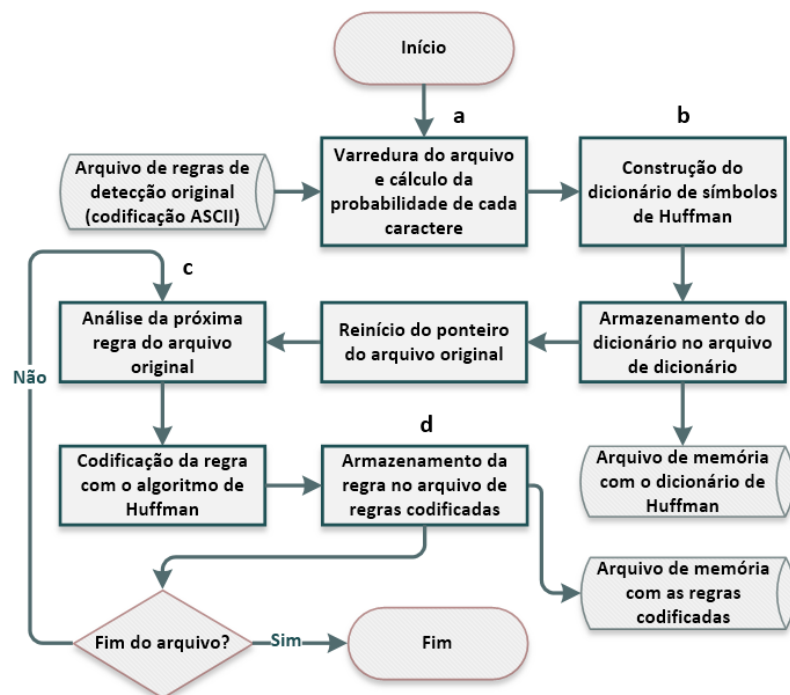 Início
a
b
Arquivo de regras de
detecção original
(codificação ASCII)
Varredura do arquivo
e cálculo da
probabilidade de cada
caractere
Construção do
dicionário de símbolos
de Huffman
c
Análise da próxima
regra do arquivo
original
Reinício do ponteiro
do arquivo original
Armazenamento do
dicionário no arquivo
de dicionário
Não
d
Codificação da regra
com o algoritmo de
Huffman
Armazenamento da
regra no arquivo de
regras codificadas
Arquivo de memória
com o dicionário de
Huffman
Arquivo de memória
com as regras
codificadas
Fim do arquivo?
Sim
Fim